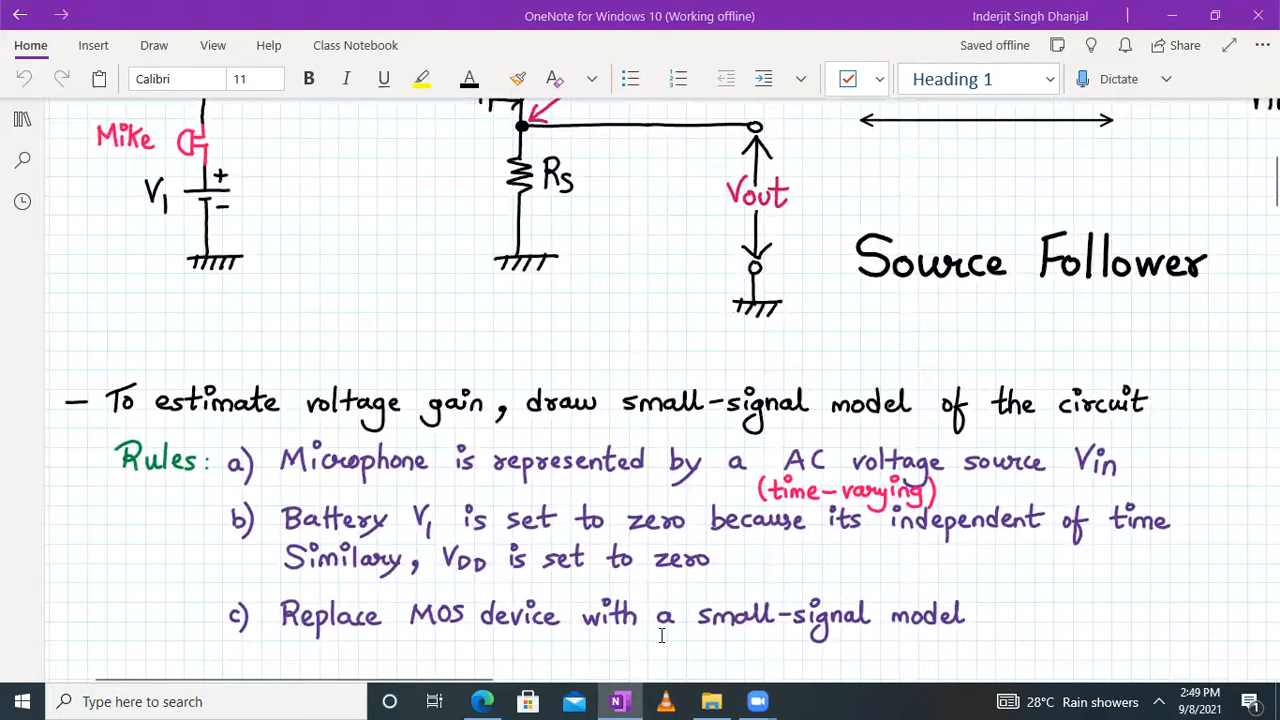 OneNote for Windows 10 (Working offline)
Inderjit Singh Dhanjal
Home Insert Draw View Help Class Notebook
Saved offline
Share
Calibri 11 B I U A
Heading 1
Dictate
Mike
V1
+
-
RS
Vout
Source Follower
- To estimate voltage gain, draw small-signal model of the circuit
Rules: a) Microphone is represented by a AC voltage source Vin
(time-varying)
b) Battery V1 is set to zero because its independent of time
Similary, VDD is set to zero
c) Replace MOS device with a small-signal model
Type here to search
28°C Rain showers
2:49 PM
9/8/2021